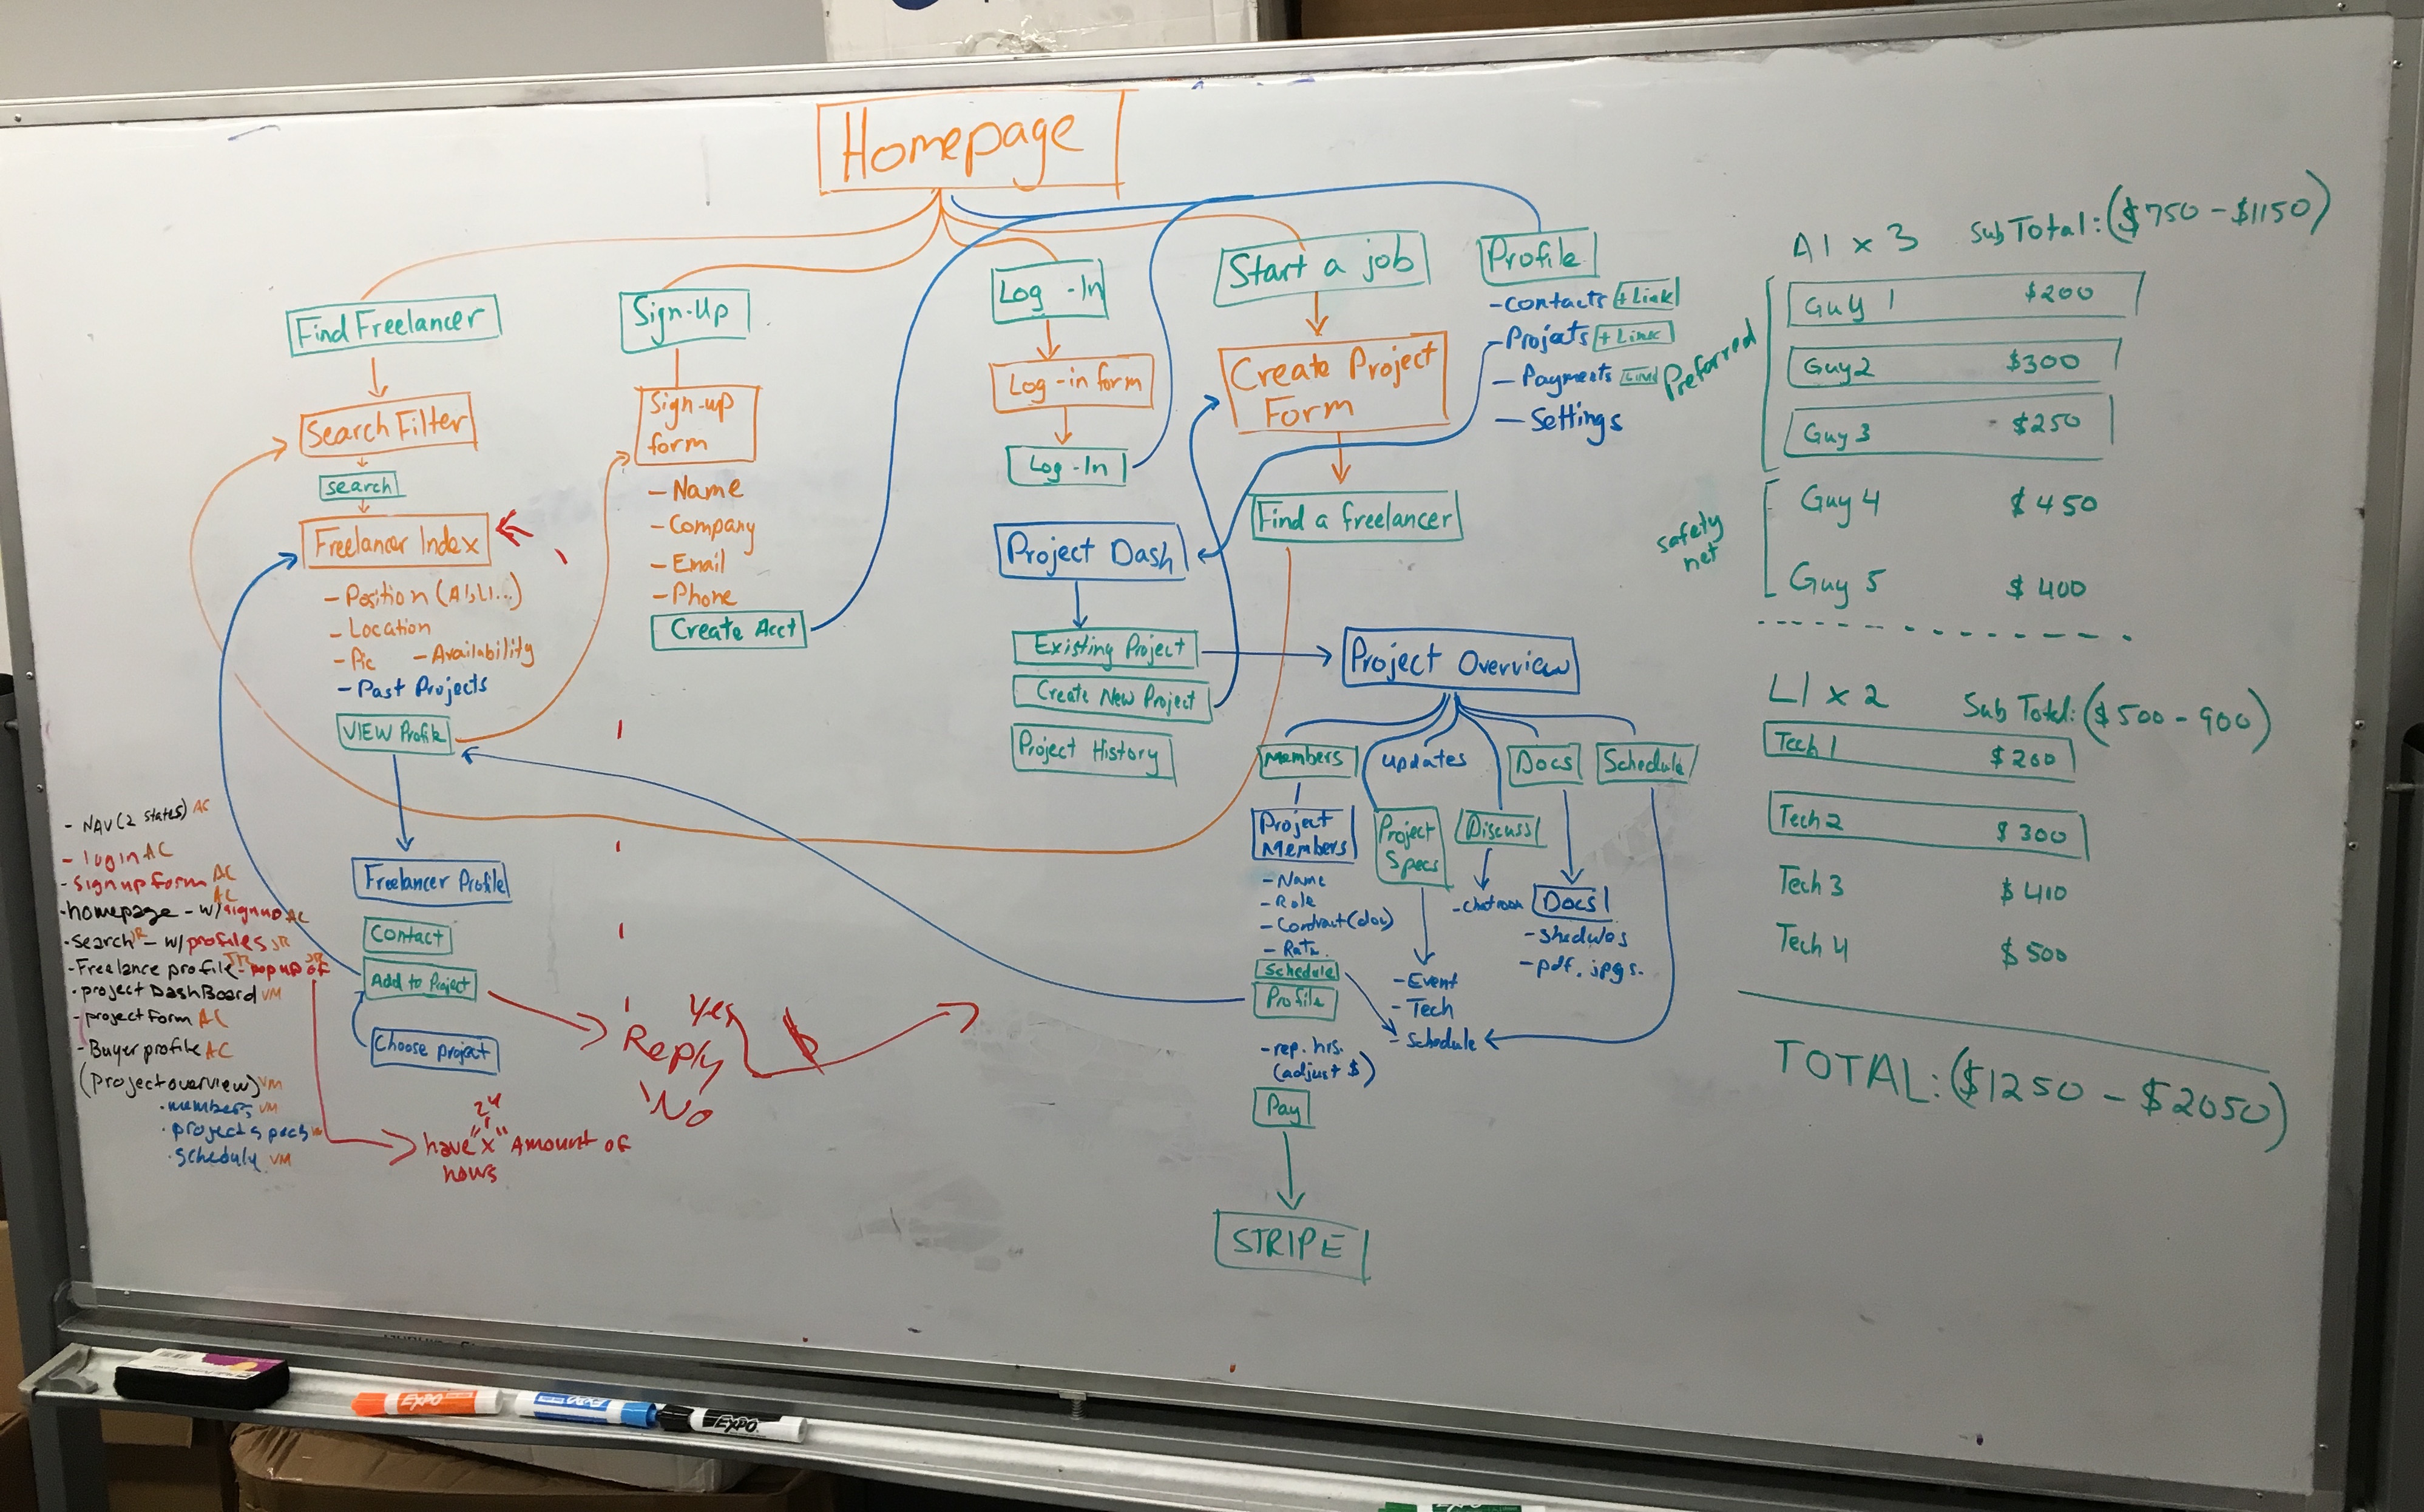 Homepage
Find Freelancer
Search Filter
search
Freelancer Index
- Position (A1, L1...)
- Location
- Pic - Availability
- Past Projects
VIEW Profile
Freelancer Profile
Contact
Add to Project
Choose project
Sign-Up
Sign-up
form
- Name
- Company
- Email
- Phone
Create Acct
Log-In
Log-in form
Log-In
Project Dash
Existing Project
Create New Project
Project History
Start a job
Create Project
Form
Find a freelancer
Profile
- Contacts + Link
- Projects + Link
- Payments Link
- Settings
Project Overview
Members
updates
Docs
Schedule
Project
Members
- Name
- Role
- Contract (doc)
- Rate
Schedule
Profile
- rep. hrs.
(adjust $)
Pay
STRIPE
Project
Specs
- Event
- Tech
- Schedule
Discuss
- chatroom
Docs
- pdf. jpgs.
Reply
Yes
No
24
have "x" Amount of
hours
- NAV (2 states) AC
- login AC
- signup form AC
AC
- homepage - w/signup AC
- search JR - w/ profiles JR
- Freelance profile JR - pop up of JR
- project DashBoard VM
- project form AC
- Buyer profile AC
(project overview) VM
- members VM
- project specs VM
- schedule VM
A1 x 3 Sub Total: ($750 - $1150)
Preferred
Guy 1 $200
Guy 2 $300
Guy 3 $250
safety
net
Guy 4 $450
Guy 5 $400
L1 x 2 Sub Total: ($500 - 900)
Tech 1 $200
Tech 2 $300
Tech 3 $410
Tech 4 $500
TOTAL: ($1250 - $2050)
EXPO
EXPO
EXPO